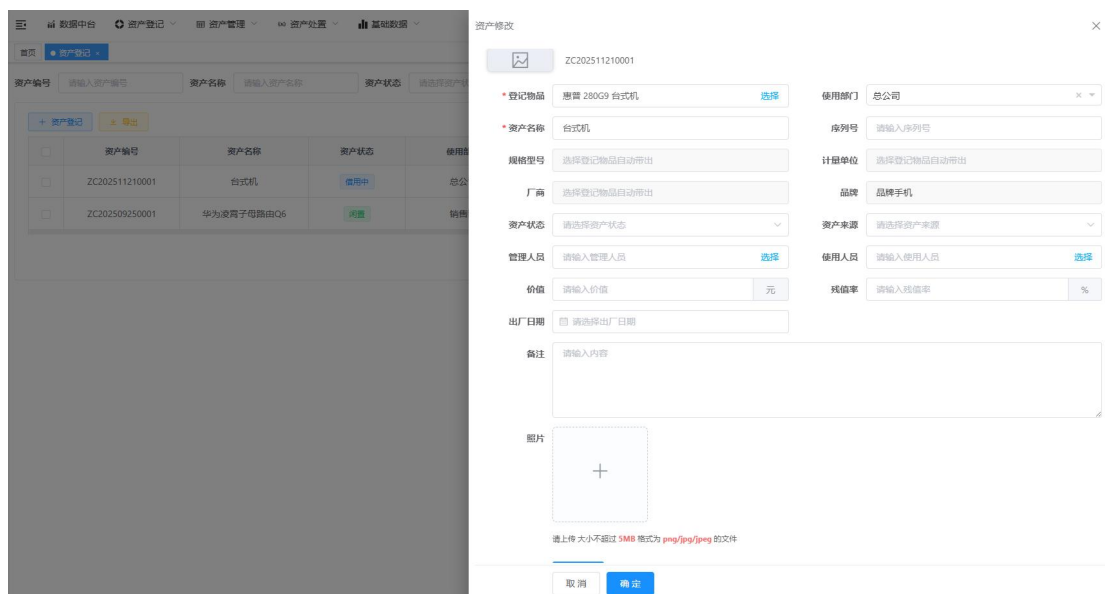 数据中台 资产登记 资产管理 资产处置 基础数据
首页 资产登记 ×
资产编号 请输入资产编号 资产名称 请输入资产名称 资产状态 请选择资产状
+ 资产登记 导出
资产编号 资产名称 资产状态 使用部
ZC202511210001 台式机 借用中 总公
ZC202509250001 华为凌霄子母路由Q6 闲置 销售
资产修改 ×
ZC202511210001
* 登记物品 惠普 280G9 台式机 选择 使用部门 总公司 ×
* 资产名称 台式机 序列号 请输入序列号
规格型号 选择登记物品自动带出 计量单位 选择登记物品自动带出
厂商 选择登记物品自动带出 品牌 品牌手机
资产状态 请选择资产状态 资产来源 请选择资产来源
管理人员 请输入管理人员 选择 使用人员 请输入使用人员 选择
价值 请输入价值 元 残值率 请输入残值率 %
出厂日期 请选择出厂日期
备注 请输入内容
照片
+
请上传 大小不超过 5MB 格式为 png/jpg/jpeg 的文件
取消 确定